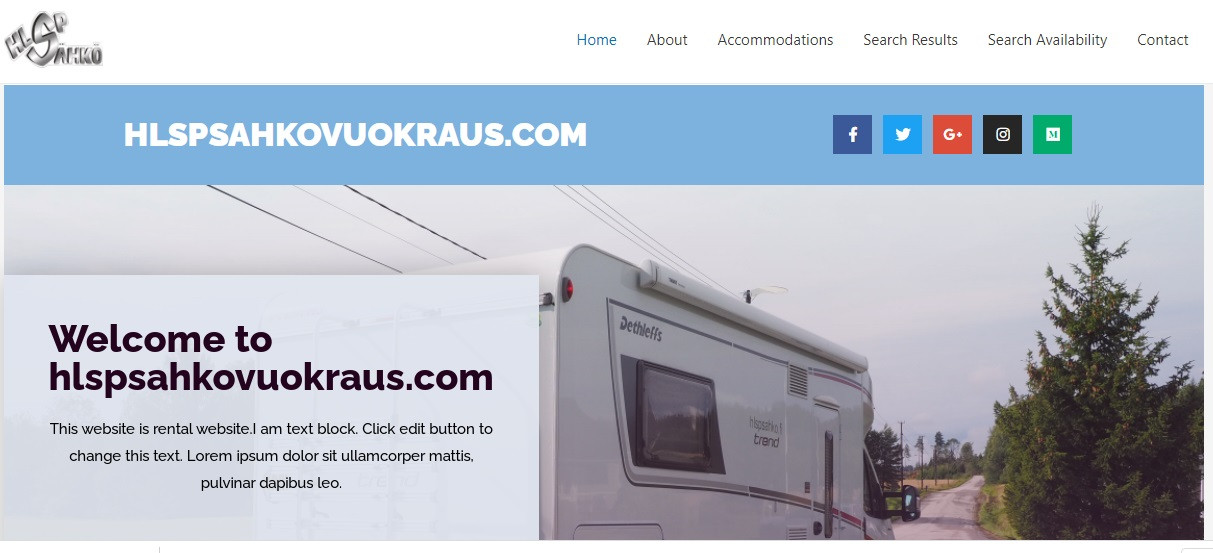 HLSP
SÄHKÖ
Home About Accommodations Search Results Search Availability Contact
HLSPSAHKOVUOKRAUS.COM
Dethleffs
Welcome to
hlspsahkovuokraus.com
This website is rental website.I am text block. Click edit button to
change this text. Lorem ipsum dolor sit ullamcorper mattis,
pulvinar dapibus leo.
hlspsahko.fi
trend